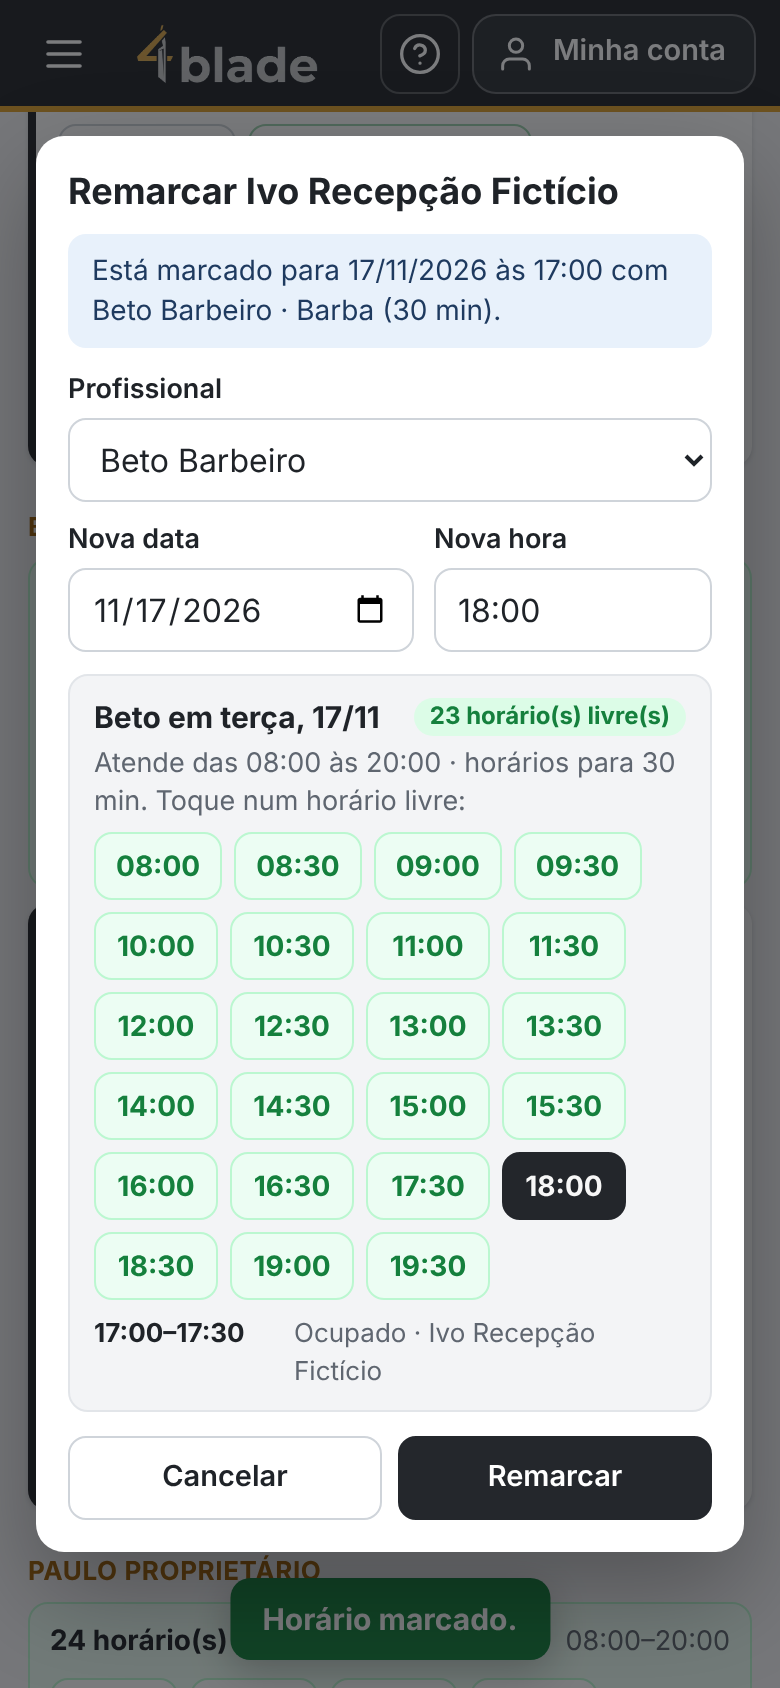 4blade
Minha conta
Remarcar Ivo Recepção Fictício
Está marcado para 17/11/2026 às 17:00 com
Beto Barbeiro · Barba (30 min).
Profissional
Beto Barbeiro
Nova data
Nova hora
11/17/2026
18:00
Beto em terça, 17/11
23 horário(s) livre(s)
Atende das 08:00 às 20:00 · horários para 30
min. Toque num horário livre:
08:00
08:30
09:00
09:30
10:00
10:30
11:00
11:30
12:00
12:30
13:00
13:30
14:00
14:30
15:00
15:30
16:00
16:30
17:30
18:00
18:30
19:00
19:30
17:00–17:30
Ocupado · Ivo Recepção
Fictício
Cancelar
Remarcar
PAULO PROPRIETÁRIO
Horário marcado.
24 horário(s)
08:00–20:00